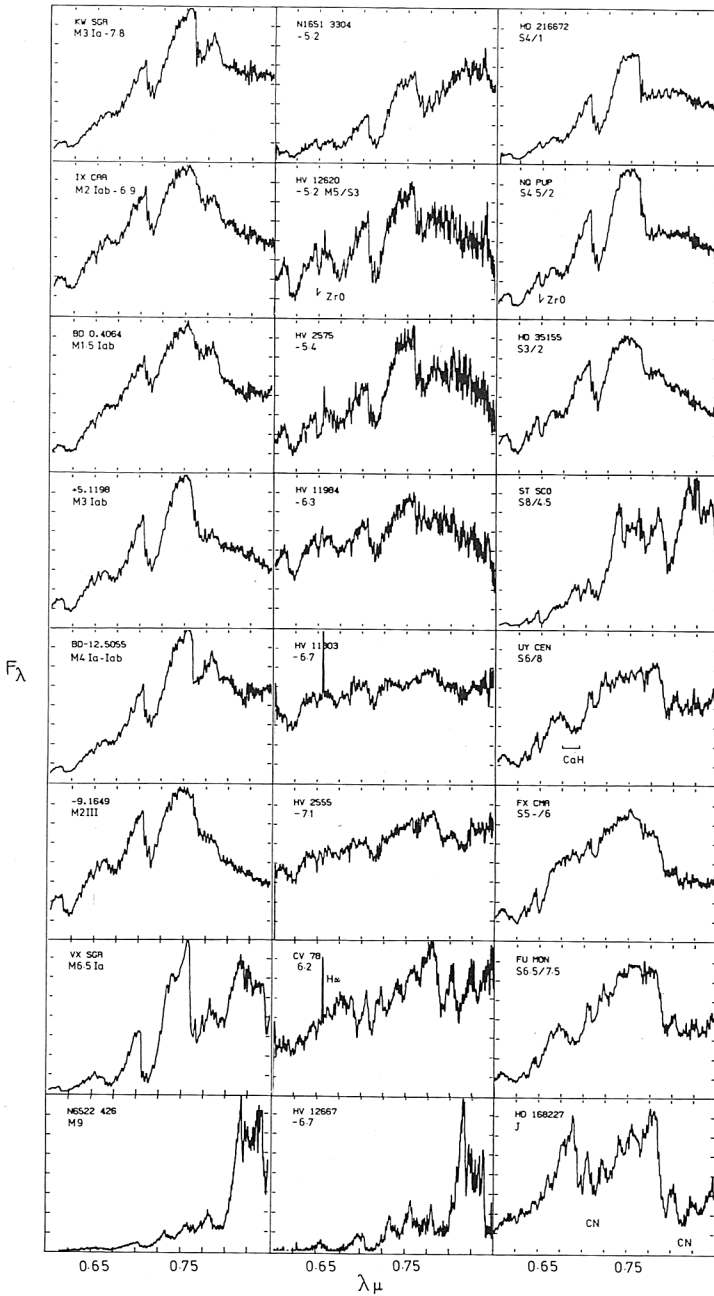 KW SGR
M3 Ia -7.8
N1651 3304
-5·2
HD 216672
S4/1
IX CAR
M2 Iab -6·9
HV 12620
-5·2 M5/S3
ZrO
NQ PUP
S4·5/2
ZrO
BD 0.4064
M1·5 Iab
HV 2575
-5·4
HD 35155
S3/2
+5.1198
M3 Iab
HV 11984
-6·3
ST SCO
S8/4·5
BD-12.5055
M4 Ia-Iab
HV 11303
-6·7
UY CEN
S6/8
CaH
-9.1649
M2III
HV 2555
-7·1
FX CMA
S5-/6
VX SGR
M6·5 Ia
CV 78
6·2
Hα
FU MON
S6·5/7·5
N6522 426
M9
HV 12667
-6·7
HD 168227
J
CN
CN
Fλ
0·65 0·75 0·65 0·75 0·65 0·75
λ μ